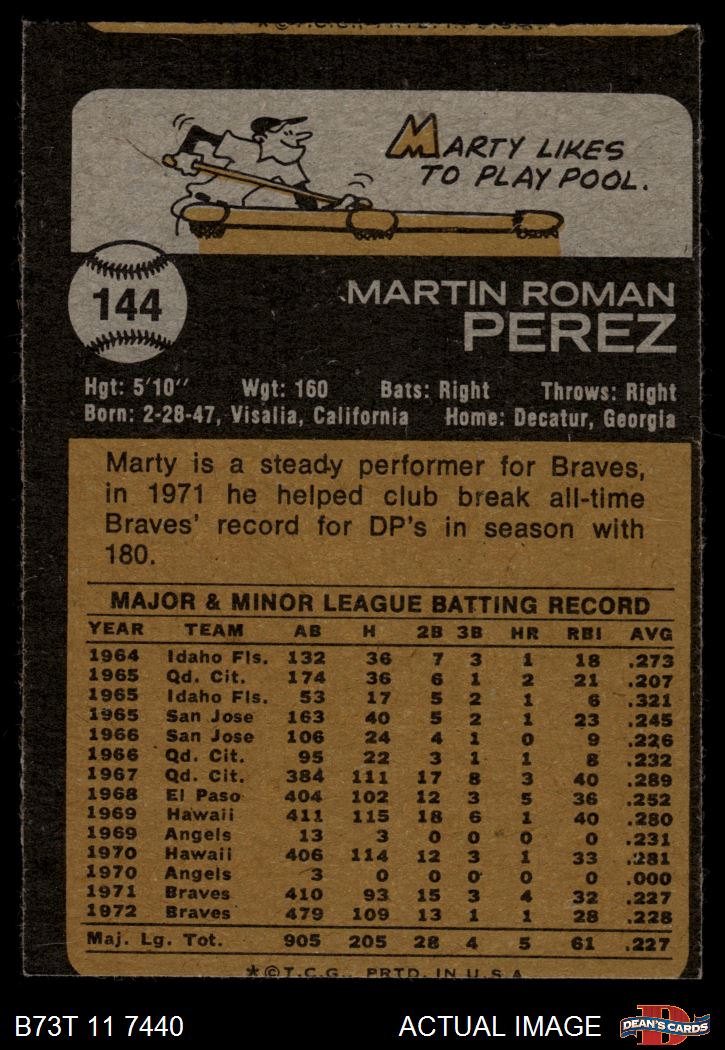 *©T.C.G., PRTD. IN U.S.A.
MARTY LIKES
TO PLAY POOL.
144
MARTIN ROMAN
PEREZ
Hgt: 5'10" Wgt: 160 Bats: Right Throws: Right
Born: 2-28-47, Visalia, California Home: Decatur, Georgia
Marty is a steady performer for Braves,
in 1971 he helped club break all-time
Braves' record for DP's in season with
180.
MAJOR & MINOR LEAGUE BATTING RECORD
YEAR TEAM AB H 2B 3B HR RBI AVG
1964 Idaho Fls. 132 36 7 3 1 18 .273
1965 Qd. Cit. 174 36 6 1 2 21 .207
1965 Idaho Fls. 53 17 5 2 1 6 .321
1965 San Jose 163 40 5 2 1 23 .245
1966 San Jose 106 24 4 1 0 9 .226
1966 Qd. Cit. 95 22 3 1 1 8 .232
1967 Qd. Cit. 384 111 17 8 3 40 .289
1968 El Paso 404 102 12 3 5 36 .252
1969 Hawaii 411 115 18 6 1 40 .280
1969 Angels 13 3 0 0 0 0 .231
1970 Hawaii 406 114 12 3 1 33 .281
1970 Angels 3 0 0 0 0 0 .000
1971 Braves 410 93 15 3 4 32 .227
1972 Braves 479 109 13 1 1 28 .228
Maj. Lg. Tot. 905 205 28 4 5 61 .227
*©T.C.G., PRTD. IN U.S.A
B73T 11 7440 ACTUAL IMAGE DEAN'S CARDS